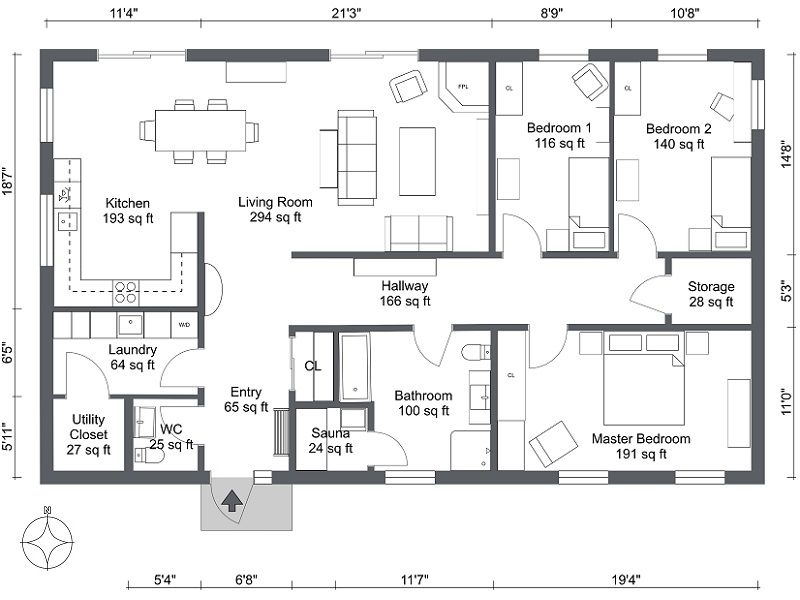 11'4"
21'3"
8'9"
10'8"
FPL
CL
CL
Bedroom 1
116 sq ft
Bedroom 2
140 sq ft
18'7"
14'8"
Kitchen
193 sq ft
Living Room
294 sq ft
Hallway
166 sq ft
Storage
28 sq ft
5'3"
W/D
Laundry
64 sq ft
6'5"
CL
CL
Entry
65 sq ft
Bathroom
100 sq ft
11'0"
Utility
Closet
27 sq ft
WC
25 sq ft
Sauna
24 sq ft
Master Bedroom
191 sq ft
5'11"
N
5'4"
6'8"
11'7"
19'4"